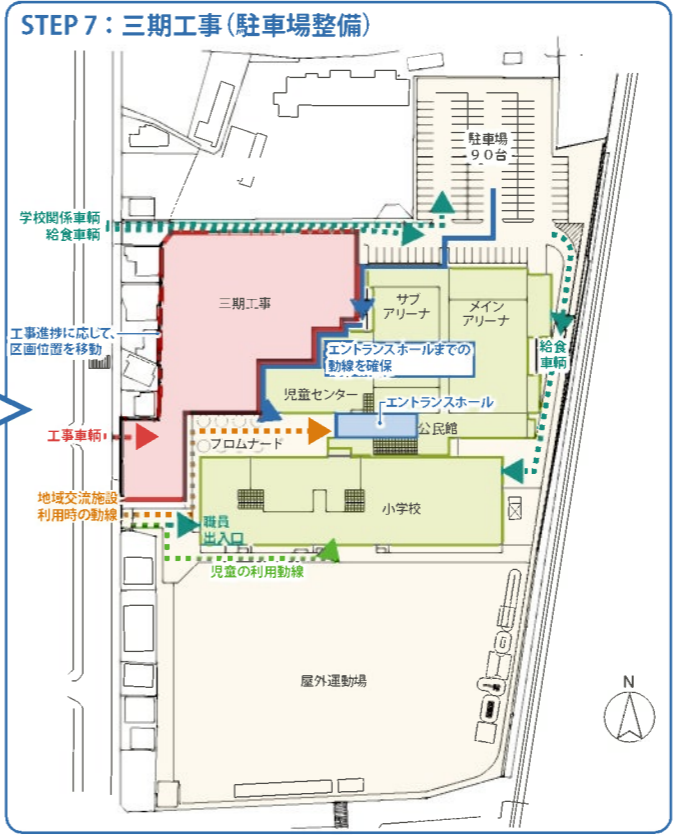 STEP 7：三期工事（駐車場整備）
駐車場
９０台
学校関係車輌
給食車輌
三期工事
サブ
アリーナ
メイン
アリーナ
工事進捗に応じて、
区画位置を移動
エントランスホールまでの
動線を確保
給食
車輌
児童センター
エントランスホール
公民館
工事車輌
プロムナード
地域交流施設
利用時の動線
職員
出入口
小学校
児童の利用動線
屋外運動場
N